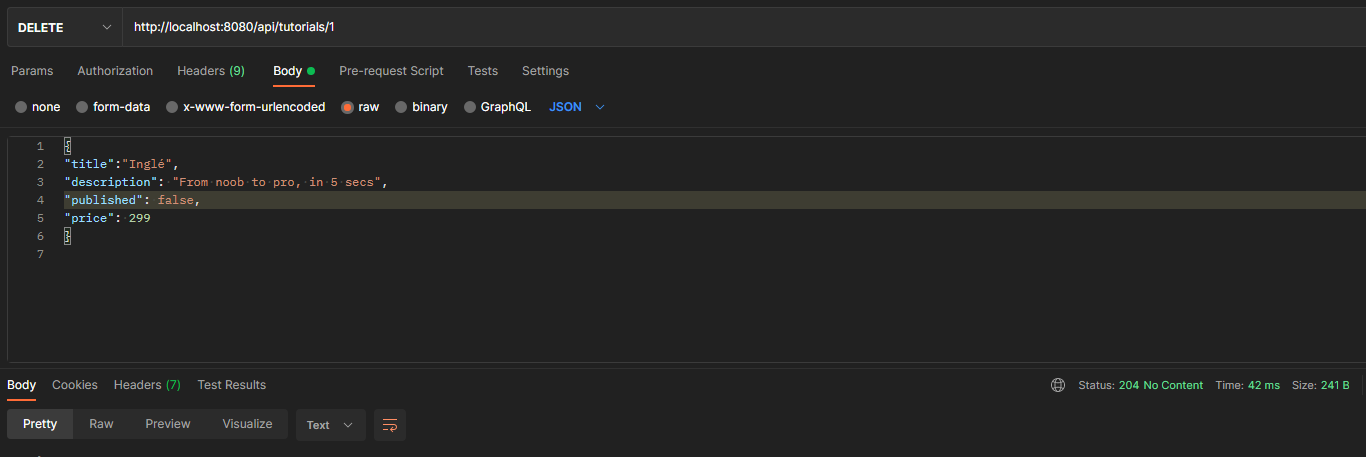 DELETE http://localhost:8080/api/tutorials/1
Params Authorization Headers (9) Body Pre-request Script Tests Settings
none form-data x-www-form-urlencoded raw binary GraphQL JSON
1 {
2 "title":"Inglé",
3 "description": "From noob to pro, in 5 secs",
4 "published": false,
5 "price": 299
6 }
7
Body Cookies Headers (7) Test Results Status: 204 No Content Time: 42 ms Size: 241 B
Pretty Raw Preview Visualize Text